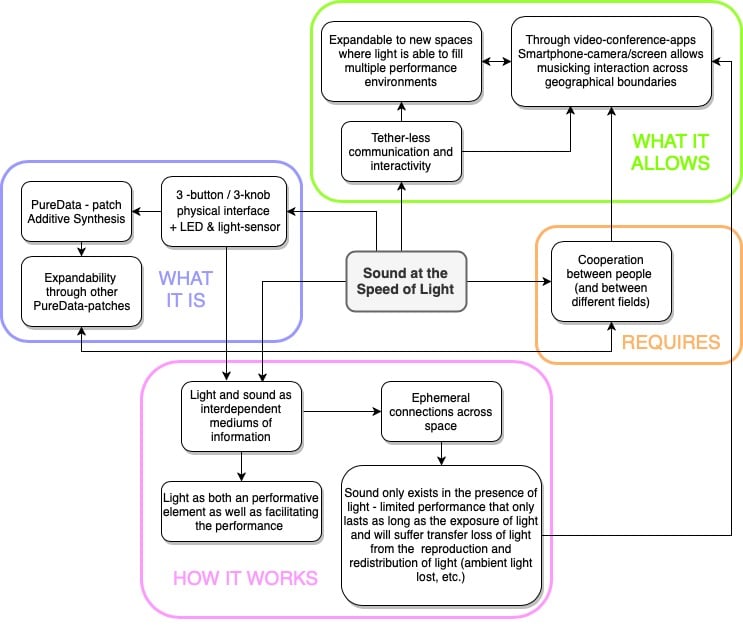 Expandable to new spaces
where light is able to fill
multiple performance
environments
Through video-conference-apps
Smartphone-camera/screen allows
musicking interaction across
geographical boundaries
Tether-less
communication and
interactivity
WHAT IT
ALLOWS
PureData - patch
Additive Synthesis
3 -button / 3-knob
physical interface
+ LED & light-sensor
Expandability
through other
PureData-patches
WHAT
IT IS
Sound at the
Speed of Light
Cooperation
between people
(and between
different fields)
REQUIRES
Light and sound as
interdependent
mediums of
information
Ephemeral
connections across
space
Light as both an performative
element as well as facilitating
the performance
Sound only exists in the presence of
light - limited performance that only
lasts as long as the exposure of light
and will suffer transfer loss of light
from the reproduction and
redistribution of light (ambient light
lost, etc.)
HOW IT WORKS